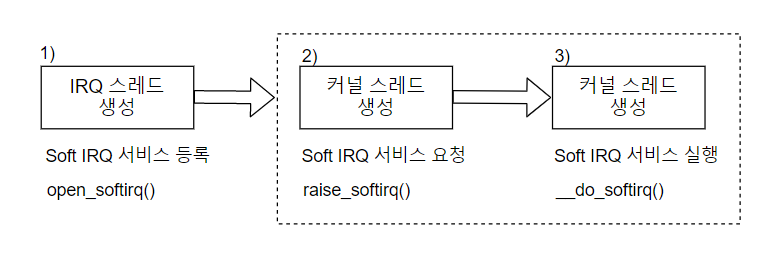 1)
IRQ 스레드
생성
Soft IRQ 서비스 등록
open_softirq()
2)
커널 스레드
생성
Soft IRQ 서비스 요청
raise_softirq()
3)
커널 스레드
생성
Soft IRQ 서비스 실행
__do_softirq()